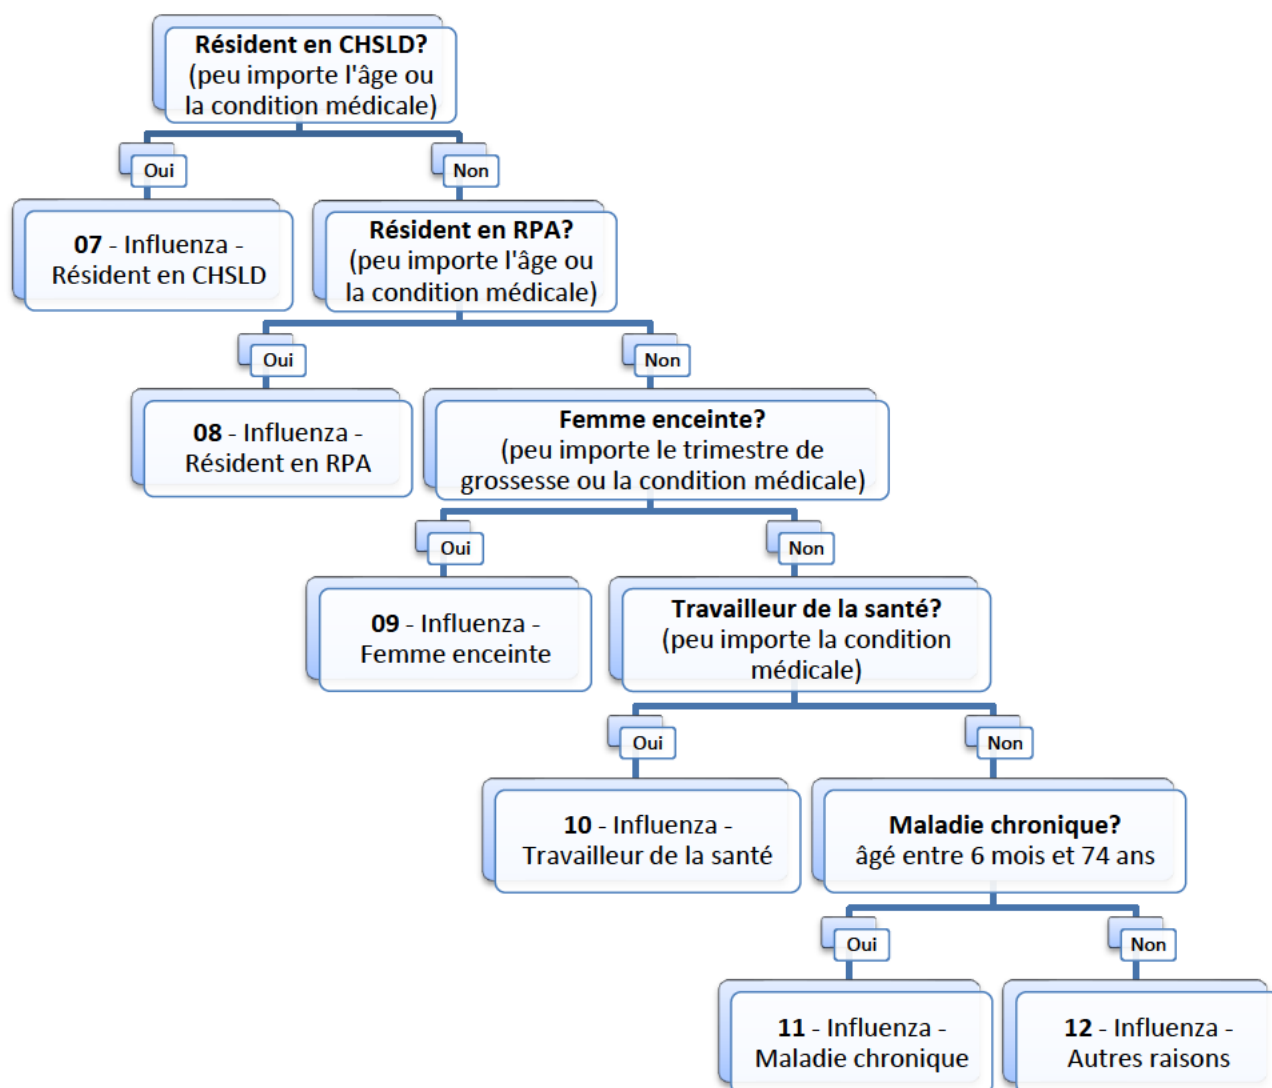 Résident en CHSLD?
(peu importe l'âge ou
la condition médicale)
Oui
Non
07 - Influenza -
Résident en CHSLD
Résident en RPA?
(peu importe l'âge ou
la condition médicale)
Oui
Non
08 - Influenza -
Résident en RPA
Femme enceinte?
(peu importe le trimestre de
grossesse ou la condition médicale)
Oui
Non
09 - Influenza -
Femme enceinte
Travailleur de la santé?
(peu importe la condition
médicale)
Oui
Non
10 - Influenza -
Travailleur de la santé
Maladie chronique?
âgé entre 6 mois et 74 ans
Oui
Non
11 - Influenza -
Maladie chronique
12 - Influenza -
Autres raisons